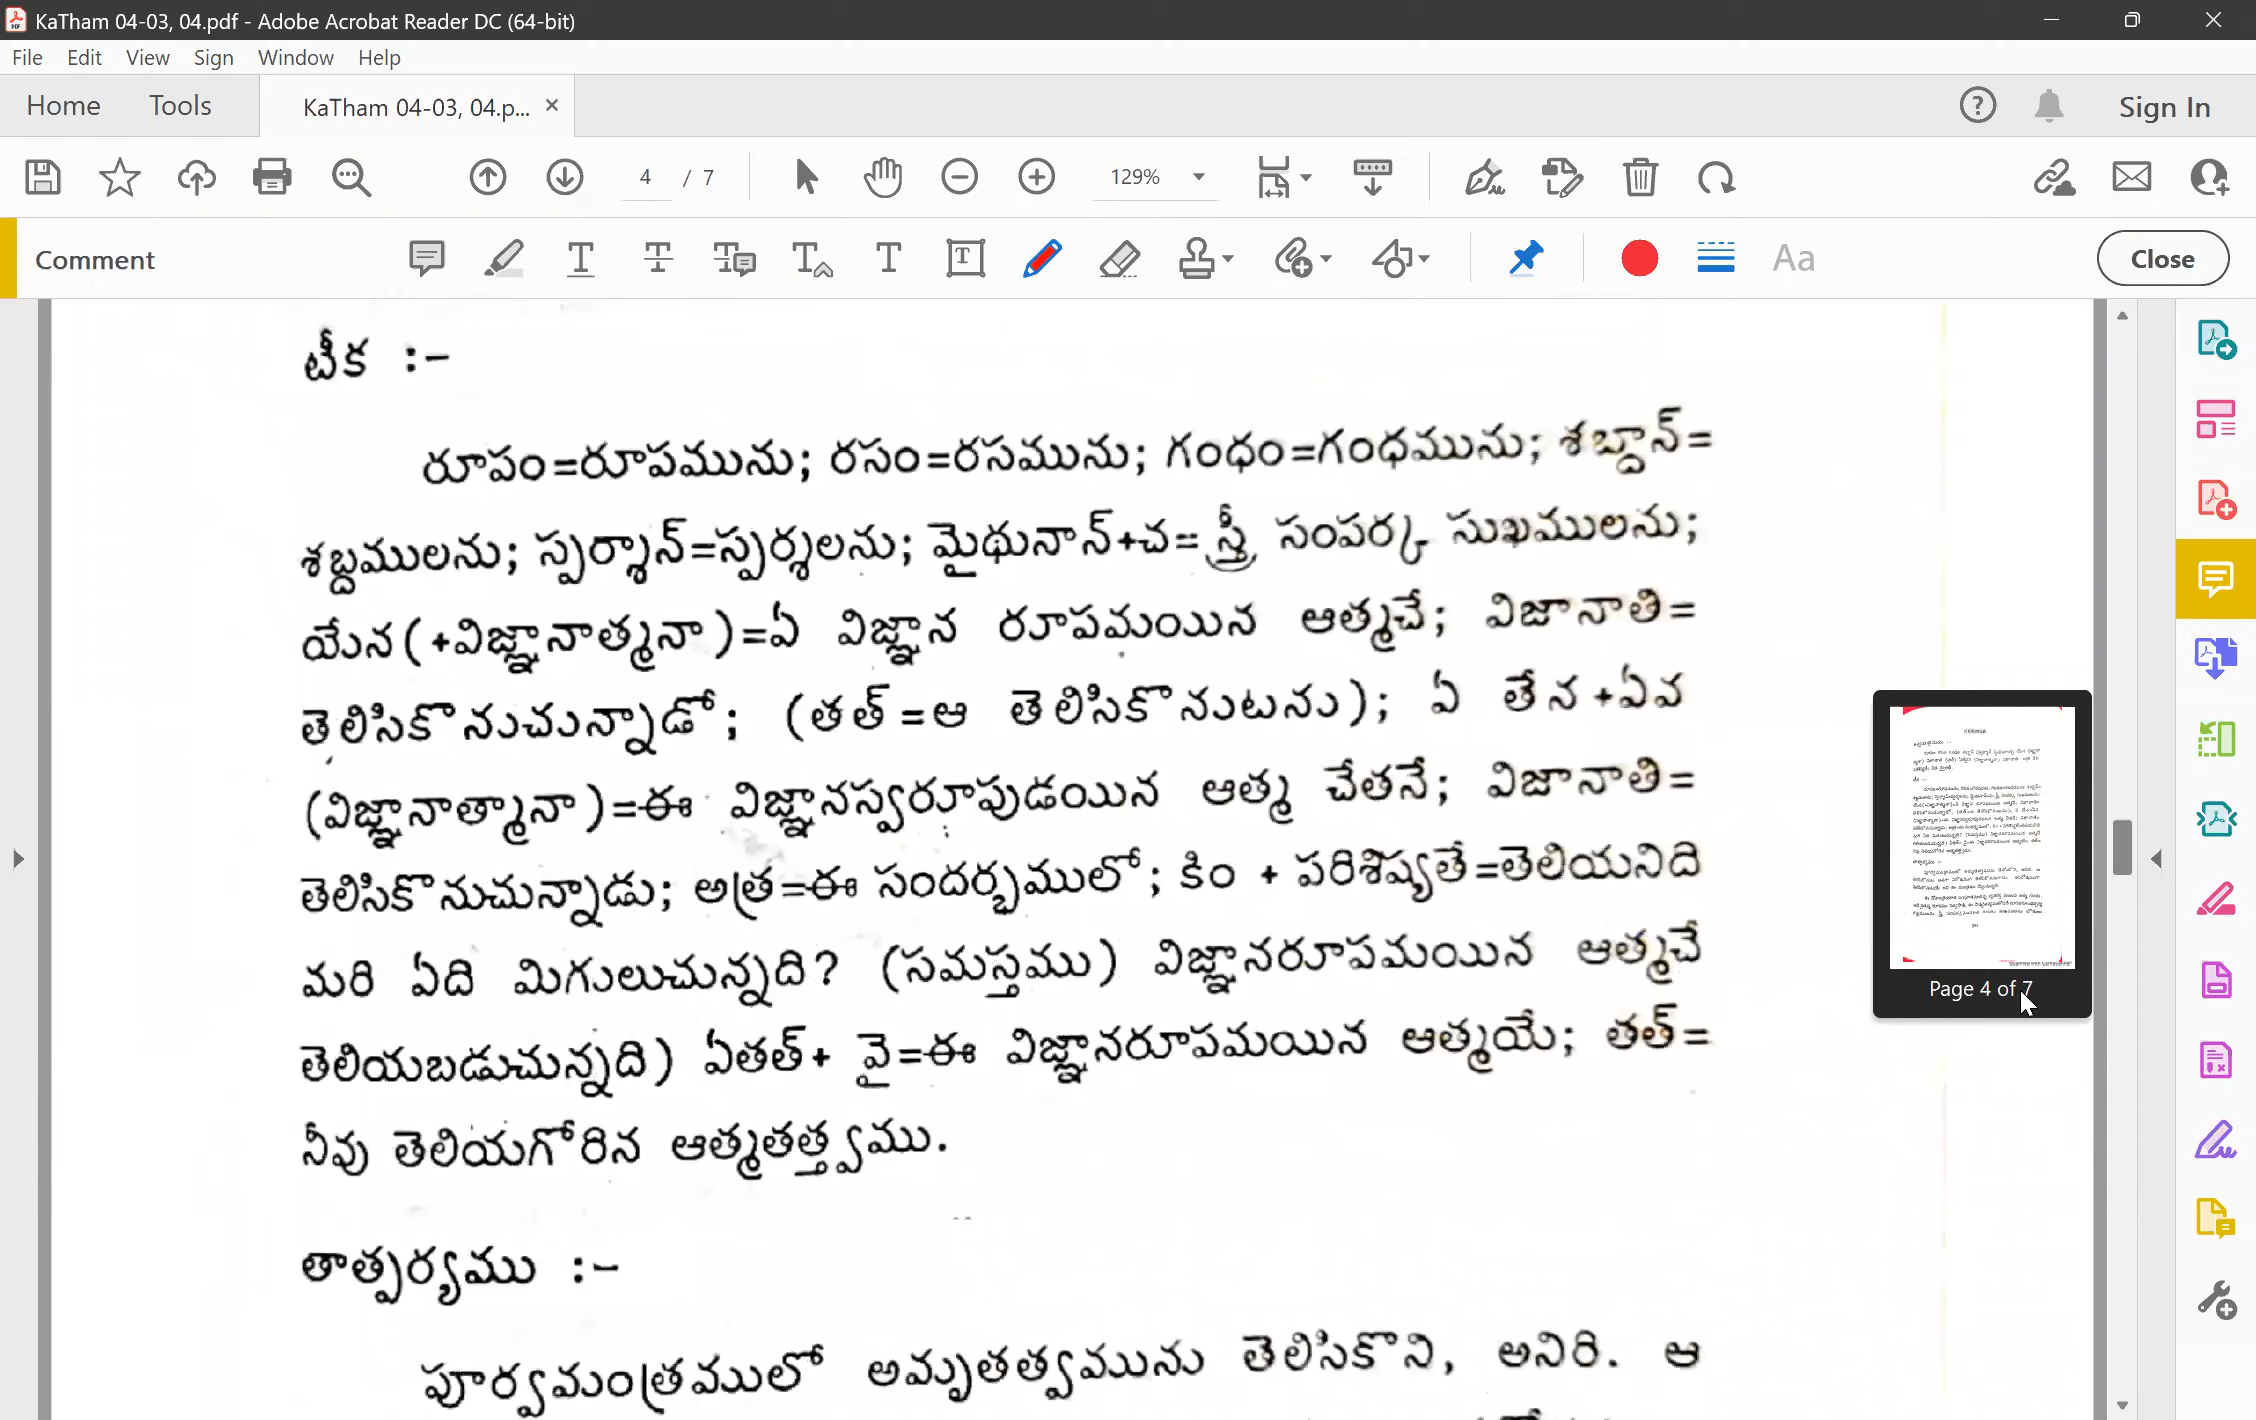 KaTham 04-03, 04.pdf - Adobe Acrobat Reader DC (64-bit)
File Edit View Sign Window Help
Home Tools KaTham 04-03, 04.p... × Sign In
4 / 7 129%
Comment Close
టీక :-
రూపం=రూపమును; రసం=రసమును; గంధం=గంధమును; శబ్దాన్=
శబ్దములను; స్పర్శాన్=స్పర్శలను; మైథునాన్+చ=స్త్రీ సంపర్క సుఖములను;
యేన(+విజ్ఞానాత్మనా)=ఏ విజ్ఞాన రూపమయిన ఆత్మచే; విజానాతి=
తెలిసికొనుచున్నాడో; (తత్=ఆ తెలిసికొనుటను); ఏ తేన+ఏవ
(విజ్ఞానాత్మానా)=ఈ విజ్ఞానస్వరూపుడయిన ఆత్మ చేతనే; విజానాతి=
తెలిసికొనుచున్నాడు; అత్ర=ఈ సందర్భములో; కిం + పరిశిష్యతే=తెలియనిది
మరి ఏది మిగులుచున్నది? (సమస్తము) విజ్ఞానరూపమయిన ఆత్మచే
తెలియబడుచున్నది) ఏతత్+ వై=ఈ విజ్ఞానరూపమయిన ఆత్మయే; తత్=
నీవు తెలియగోరిన ఆత్మతత్త్వము.
తాత్పర్యము :-
పూర్వమంత్రములో అమృతత్వమును తెలిసికొని, అనిరి. ఆ
Page 4 of 7